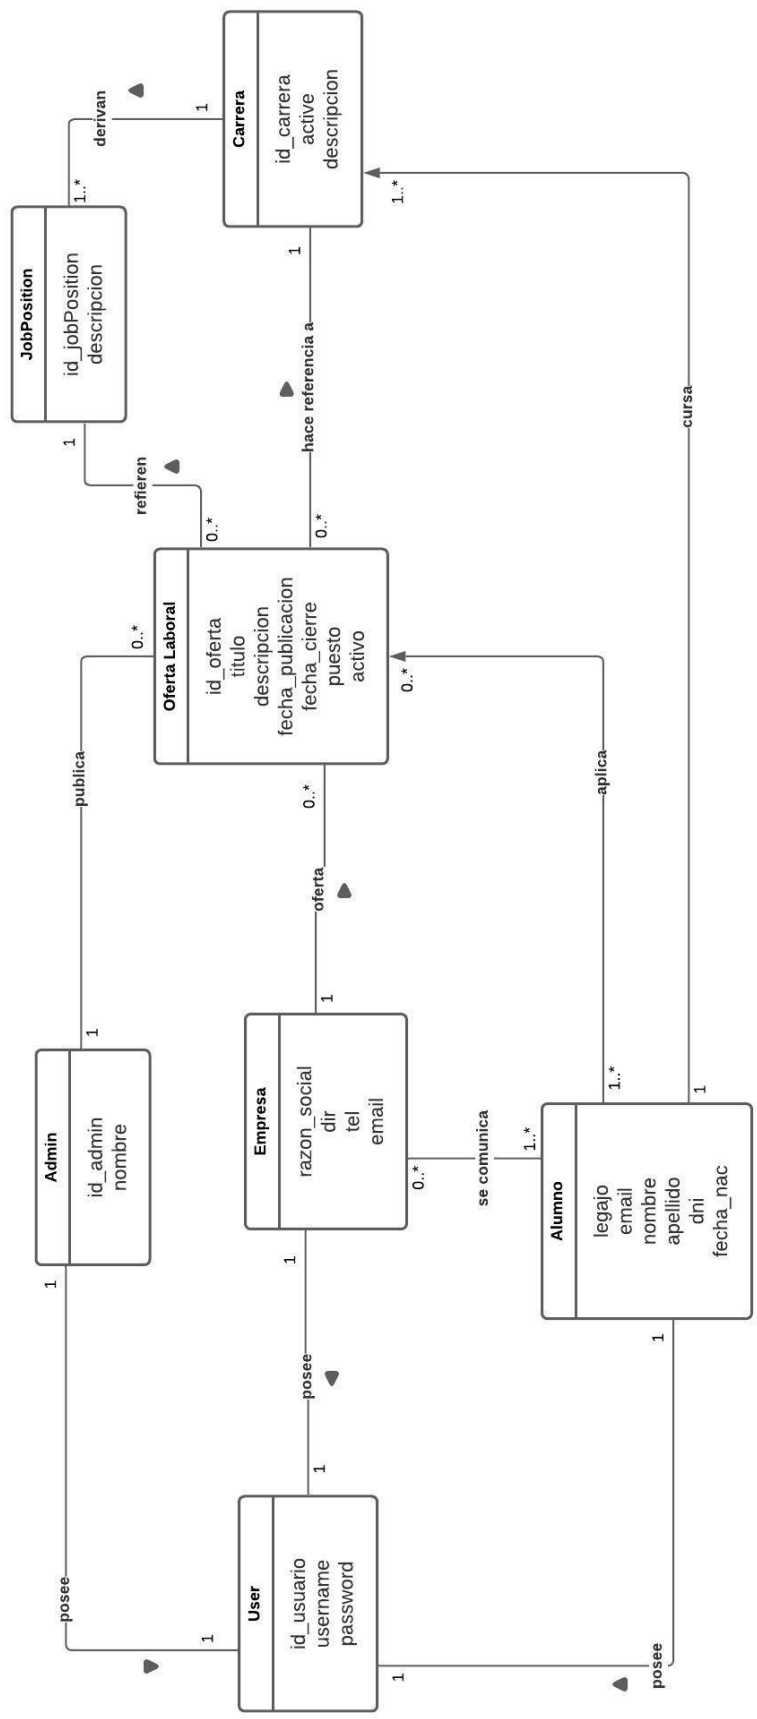 User
id_usuario
username
password
1
posee
1
1
posee
1
1
posee
1
Admin
id_admin
nombre
1
publica
0..*
Empresa
razon_social
dir
tel
email
1
oferta
0..*
0..*
se comunica
1..*
Alumno
legajo
email
nombre
apellido
dni
fecha_nac
1..*
aplica
0..*
1
cursa
1..*
Oferta Laboral
id_oferta
titulo
descripcion
fecha_publicacion
fecha_cierre
puesto
activo
0..*
refieren
1
0..*
hace referencia a
1
JobPosition
id_jobPosition
descripcion
1..*
derivan
1
Carrera
id_carrera
active
descripcion